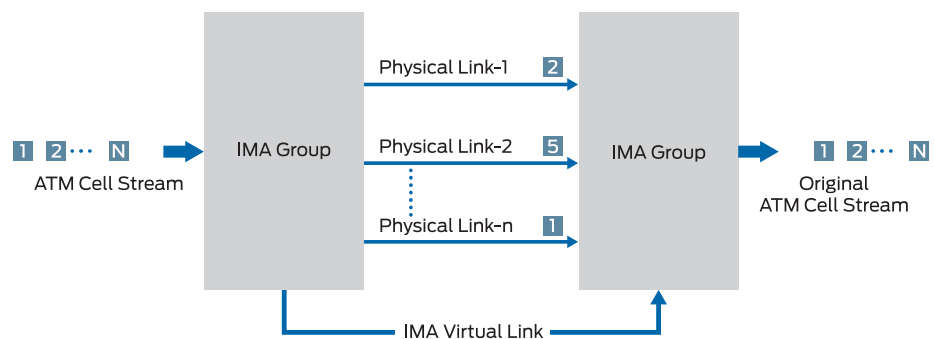 Physical Link-1 2
1 2 ... N
ATM Cell Stream
IMA Group
Physical Link-2 5
Physical Link-n 1
IMA Group
1 2 ... N
Original
ATM Cell Stream
IMA Virtual Link